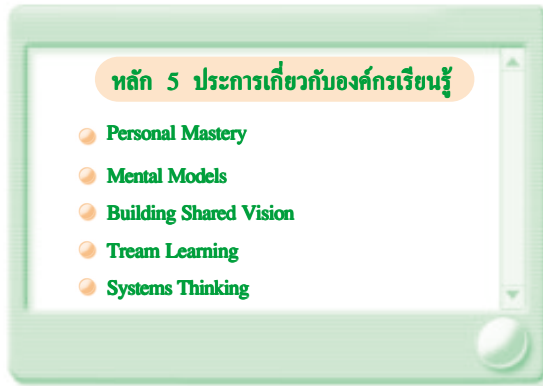 หลัก 5 ประการเกี่ยวกับองค์กรเรียนรู้
Personal Mastery
Mental Models
Building Shared Vision
Tream Learning
Systems Thinking